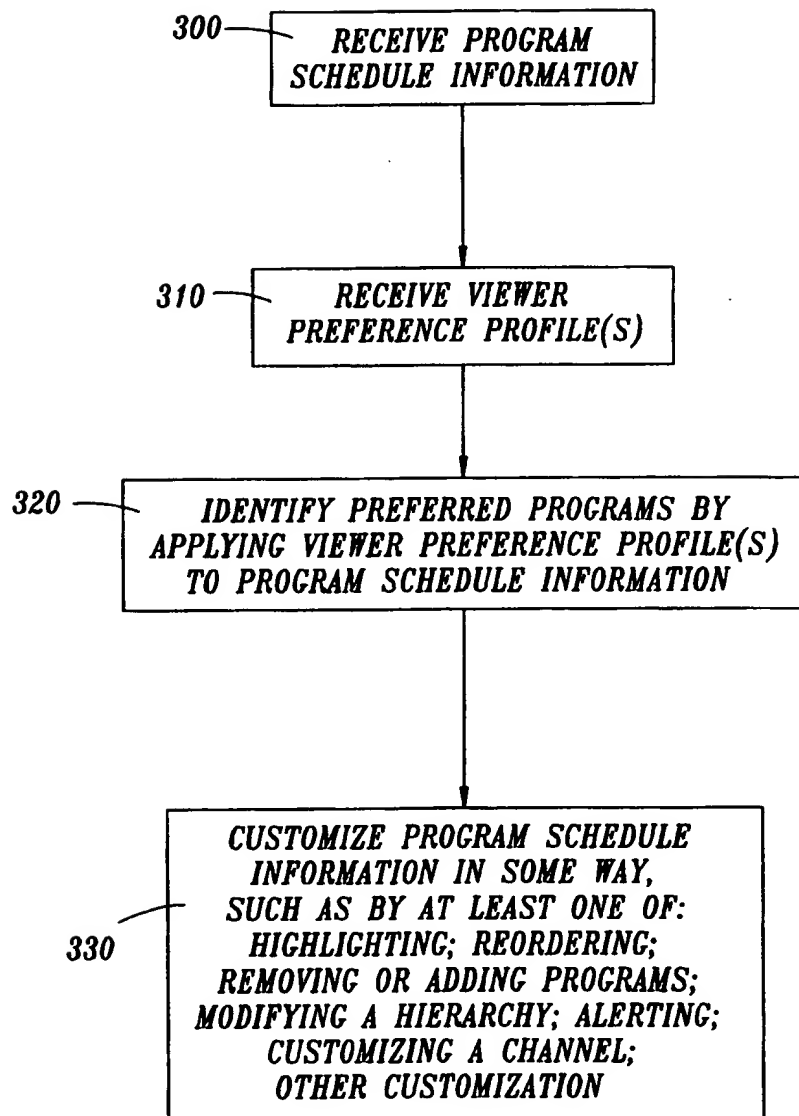 300
RECEIVE PROGRAM
SCHEDULE INFORMATION
310
RECEIVE VIEWER
PREFERENCE PROFILE(S)
320
IDENTIFY PREFERRED PROGRAMS BY
APPLYING VIEWER PREFERENCE PROFILE(S)
TO PROGRAM SCHEDULE INFORMATION
330
CUSTOMIZE PROGRAM SCHEDULE
INFORMATION IN SOME WAY,
SUCH AS BY AT LEAST ONE OF:
HIGHLIGHTING; REORDERING;
REMOVING OR ADDING PROGRAMS;
MODIFYING A HIERARCHY; ALERTING;
CUSTOMIZING A CHANNEL;
OTHER CUSTOMIZATION